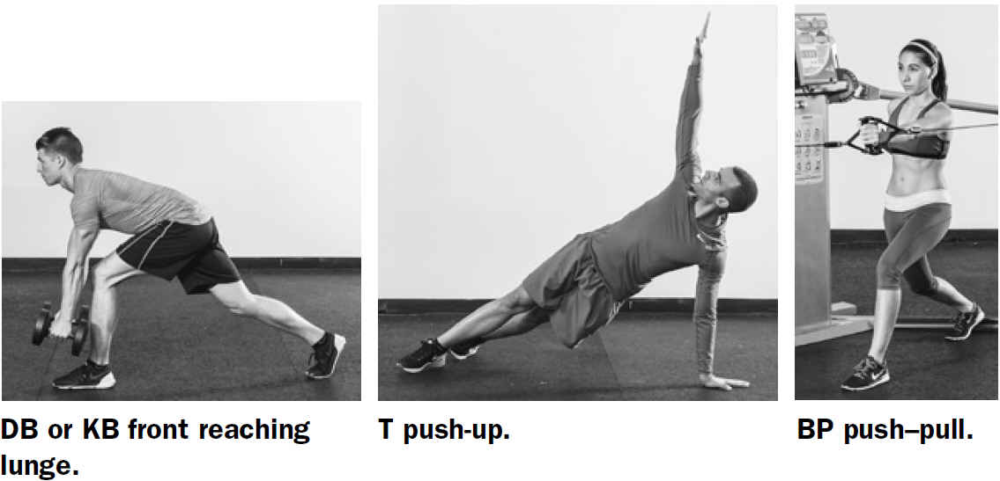 DB or KB front reaching
lunge.
T push-up.
BP push–pull.